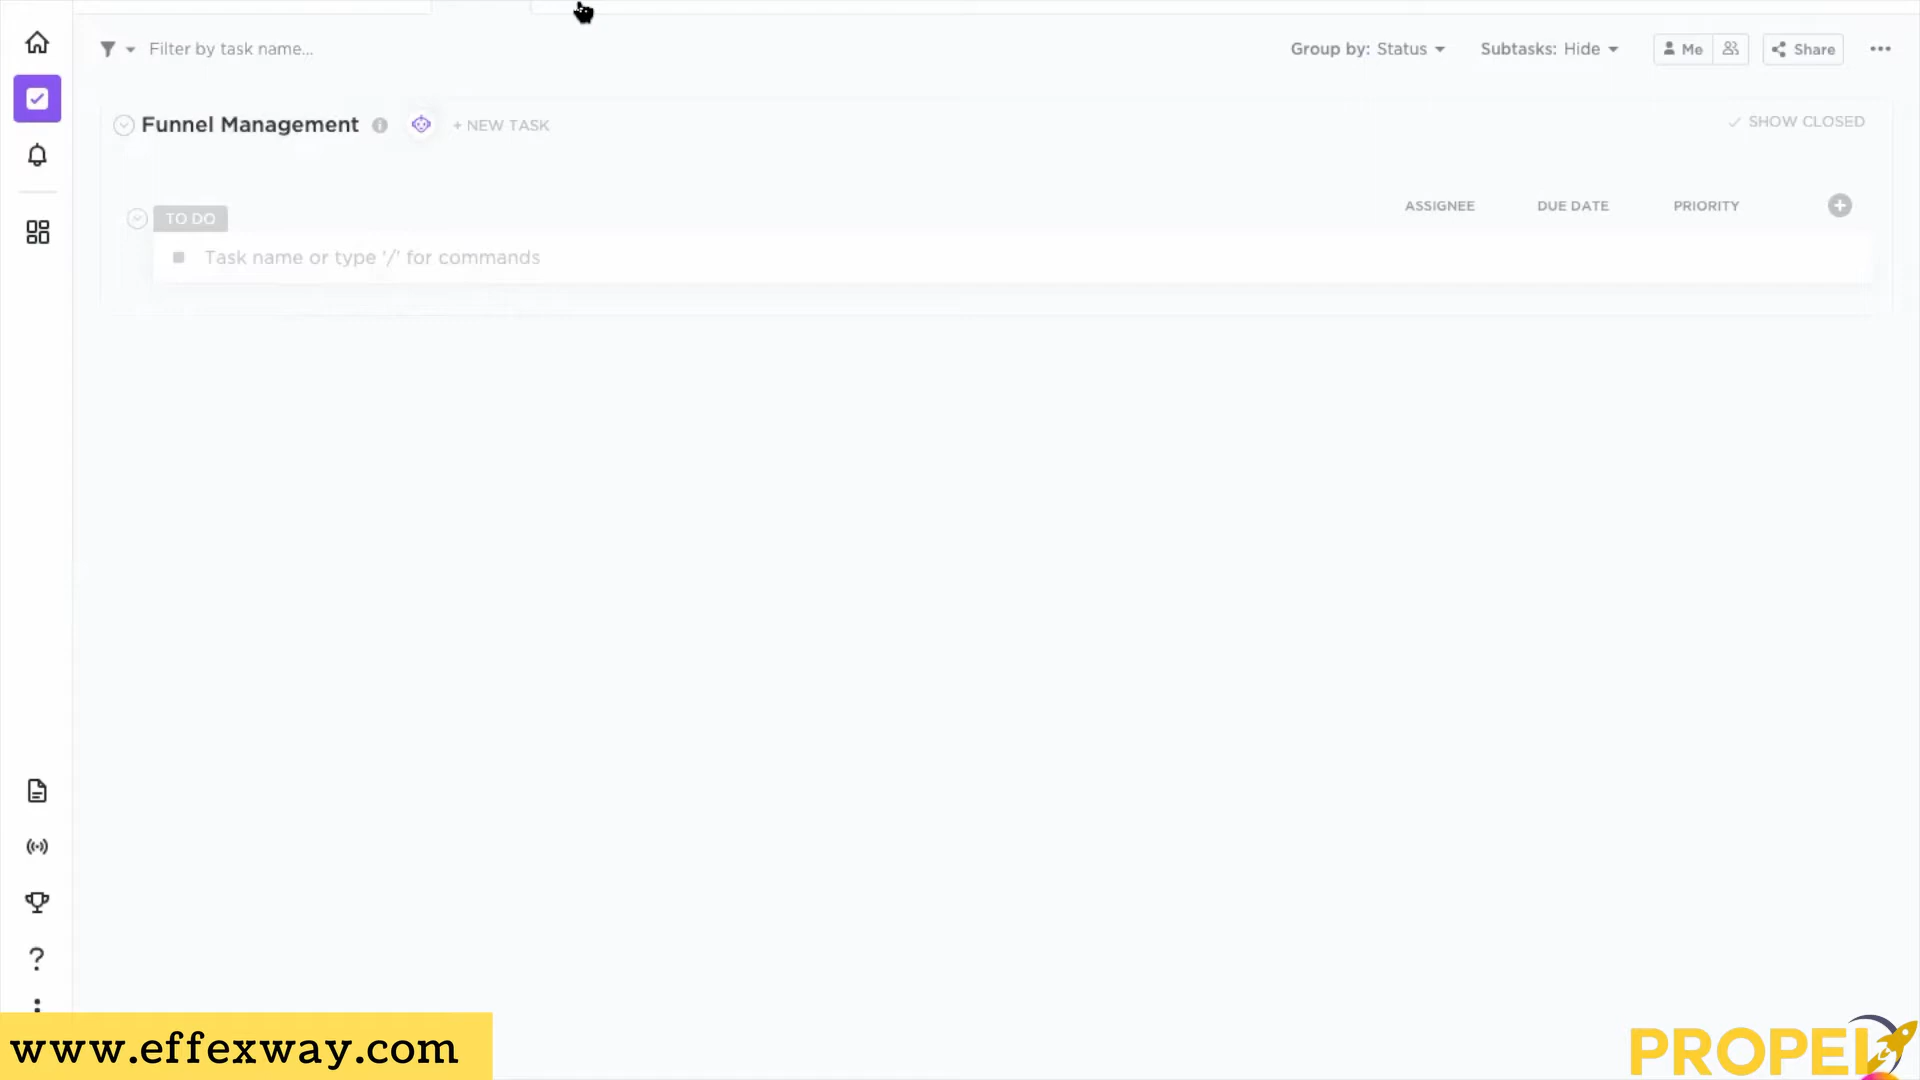 Filter by task name...
Group by: Status
Subtasks: Hide
Me
Share
Funnel Management
+ NEW TASK
SHOW CLOSED
TO DO
ASSIGNEE
DUE DATE
PRIORITY
Task name or type '/' for commands
www.effexway.com
PROPEL